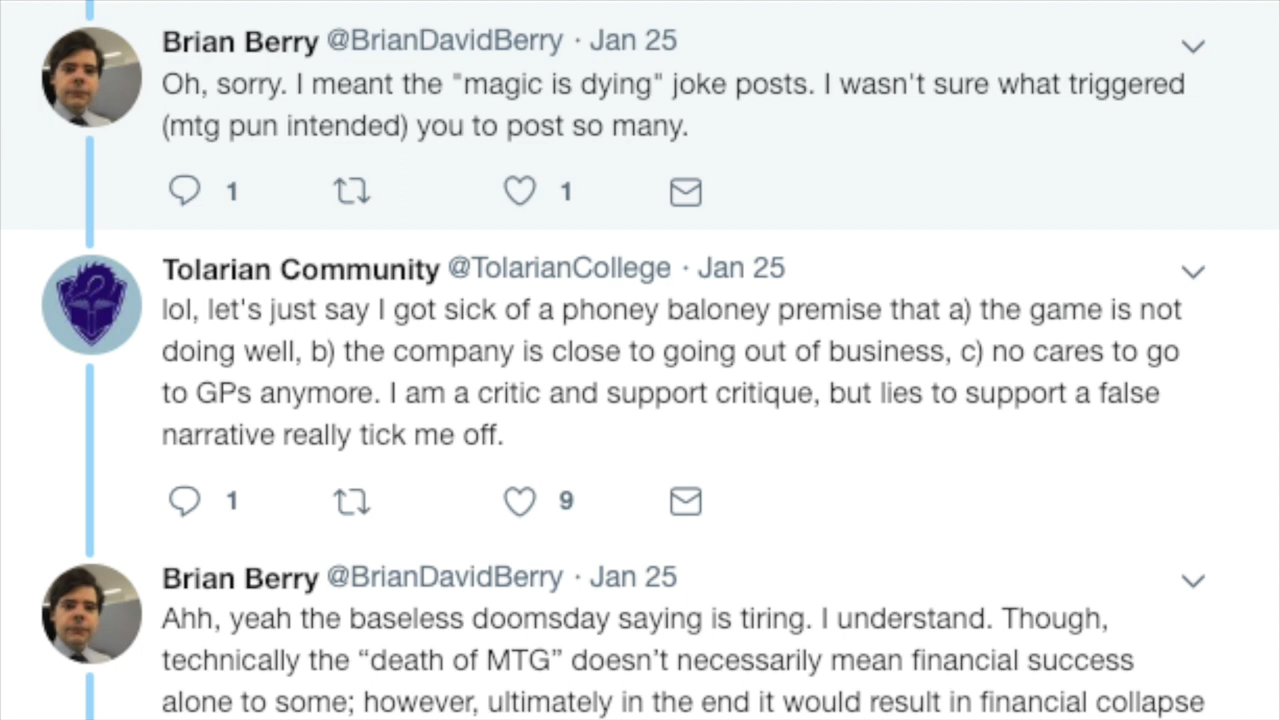 Brian Berry @BrianDavidBerry · Jan 25
Oh, sorry. I meant the "magic is dying" joke posts. I wasn't sure what triggered
(mtg pun intended) you to post so many.
1 1
Tolarian Community @TolarianCollege · Jan 25
lol, let's just say I got sick of a phoney baloney premise that a) the game is not
doing well, b) the company is close to going out of business, c) no cares to go
to GPs anymore. I am a critic and support critique, but lies to support a false
narrative really tick me off.
1 9
Brian Berry @BrianDavidBerry · Jan 25
Ahh, yeah the baseless doomsday saying is tiring. I understand. Though,
technically the “death of MTG” doesn’t necessarily mean financial success
alone to some; however, ultimately in the end it would result in financial collapse